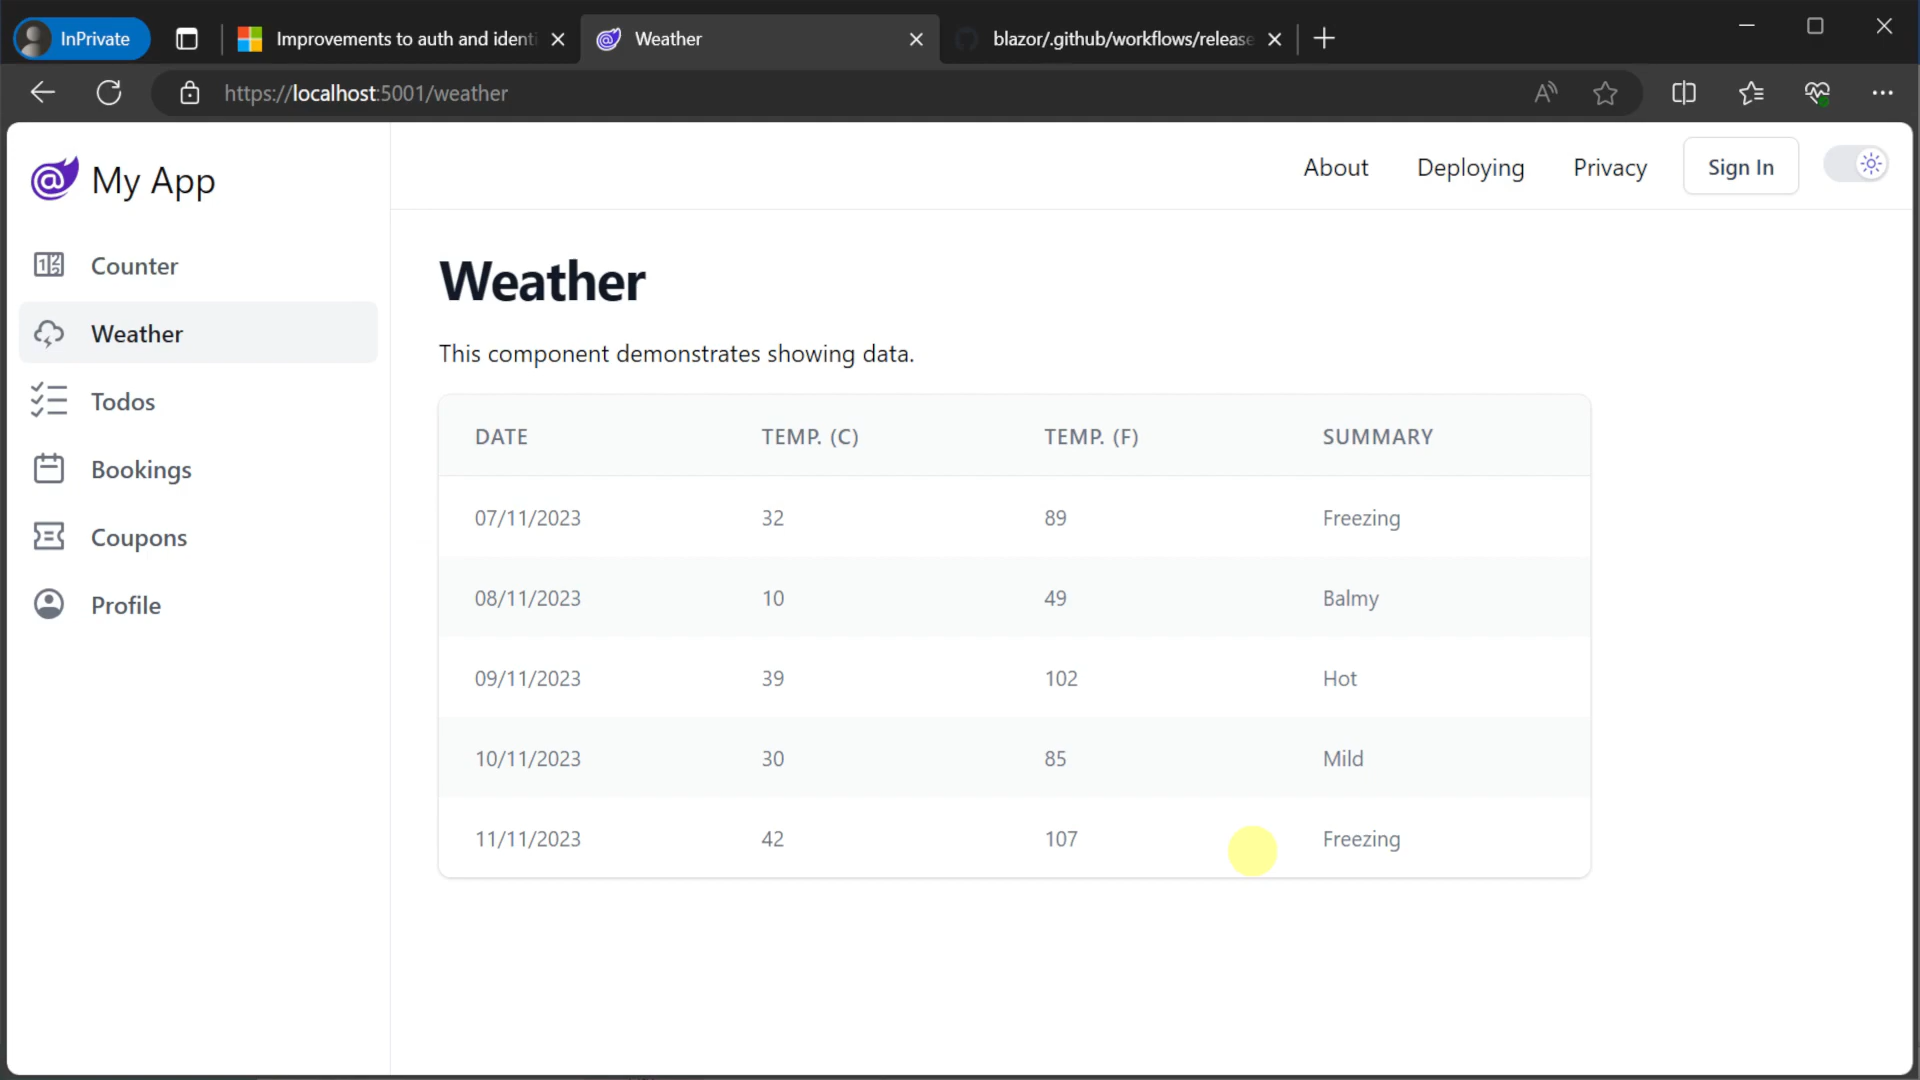 InPrivate
Improvements to auth and identi
Weather
blazor/.github/workflows/release
https://localhost:5001/weather
My App
About
Deploying
Privacy
Sign In
Counter
Weather
Todos
Bookings
Coupons
Profile
Weather
This component demonstrates showing data.
DATE TEMP. (C) TEMP. (F) SUMMARY
07/11/2023 32 89 Freezing
08/11/2023 10 49 Balmy
09/11/2023 39 102 Hot
10/11/2023 30 85 Mild
11/11/2023 42 107 Freezing